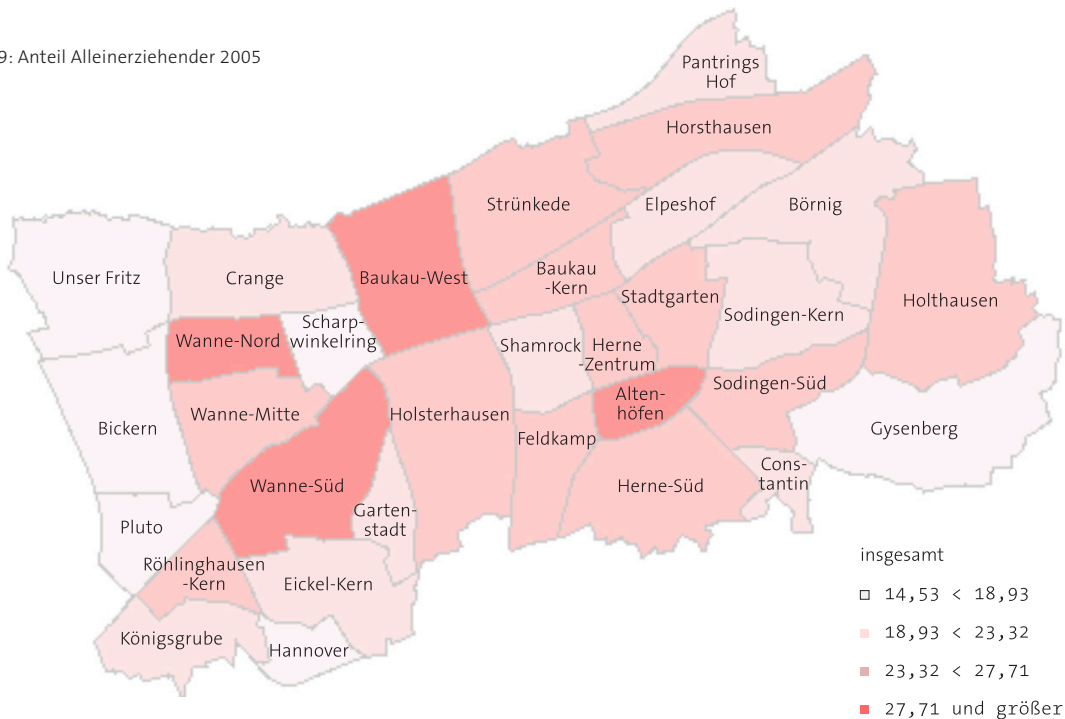 9: Anteil Alleinerziehender 2005
Pantrings
Hof
Horsthausen
Strünkede
Elpeshof
Börnig
Unser Fritz
Crange
Baukau-West
Baukau
-Kern
Stadtgarten
Sodingen-Kern
Holthausen
Wanne-Nord
Scharp-
winkelring
Shamrock
Herne
-Zentrum
Sodingen-Süd
Alten-
höfen
Wanne-Mitte
Holsterhausen
Bickern
Feldkamp
Gysenberg
Wanne-Süd
Herne-Süd
Cons-
tantin
Garten-
stadt
Pluto
Röhlinghausen
-Kern
Eickel-Kern
Königsgrube
Hannover
insgesamt
14,53 < 18,93
18,93 < 23,32
23,32 < 27,71
27,71 und größer